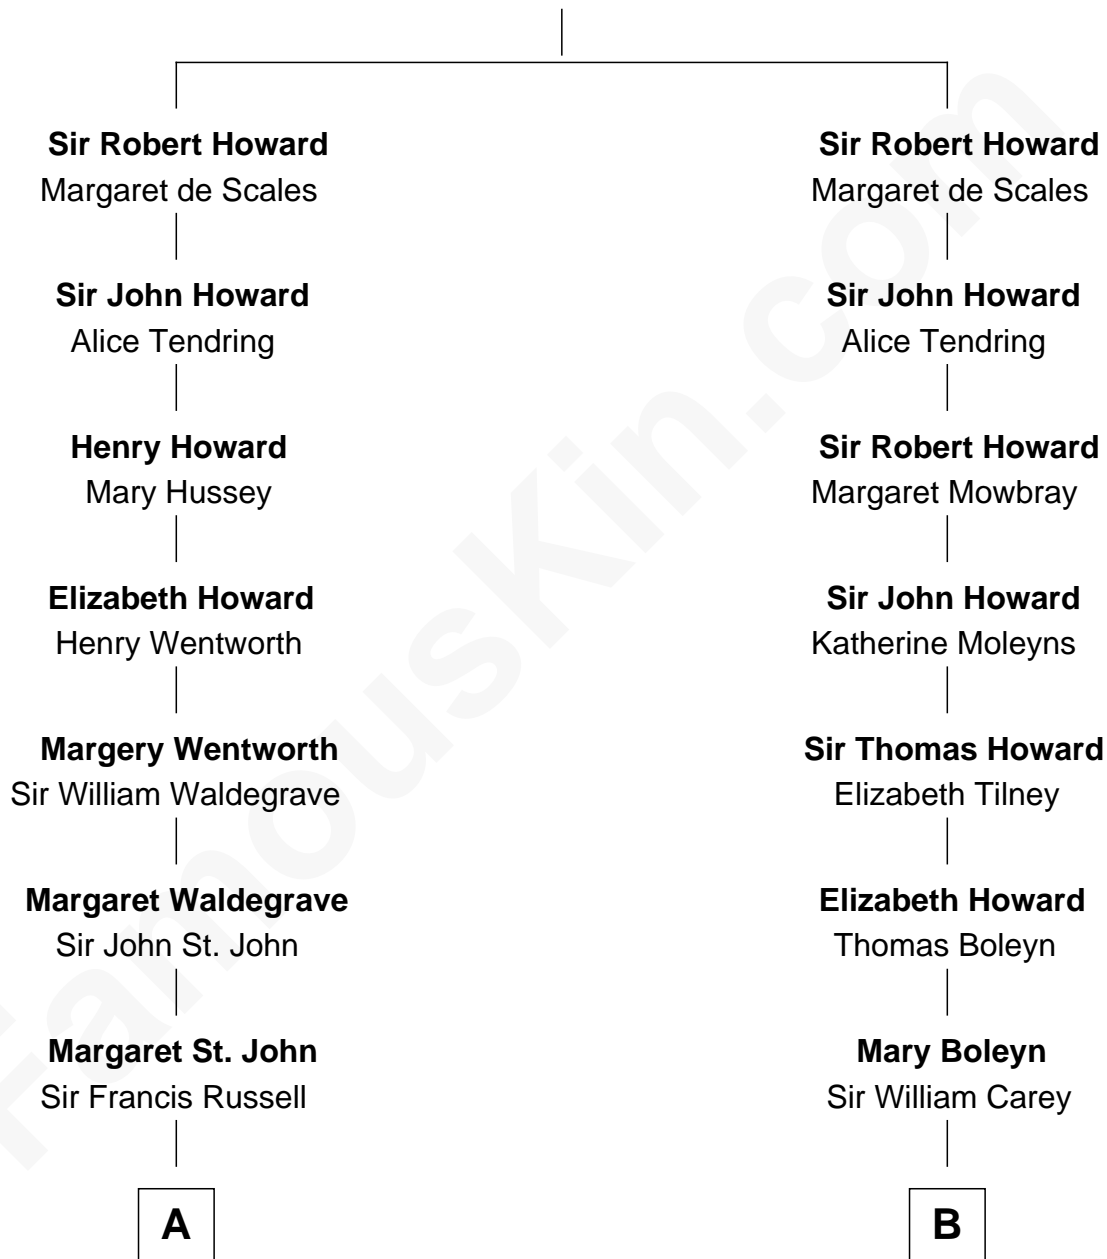 Sir Robert Howard
Margaret de Scales
Sir John Howard
Alice Tendring
Henry Howard
Mary Hussey
Elizabeth Howard
Henry Wentworth
Margery Wentworth
Sir William Waldegrave
Margaret Waldegrave
Sir John St. John
Margaret St. John
Sir Francis Russell
A
Sir Robert Howard
Margaret de Scales
Sir John Howard
Alice Tendring
Sir Robert Howard
Margaret Mowbray
Sir John Howard
Katherine Moleyns
Sir Thomas Howard
Elizabeth Tilney
Elizabeth Howard
Thomas Boleyn
Mary Boleyn
Sir William Carey
B
FamousKin.com